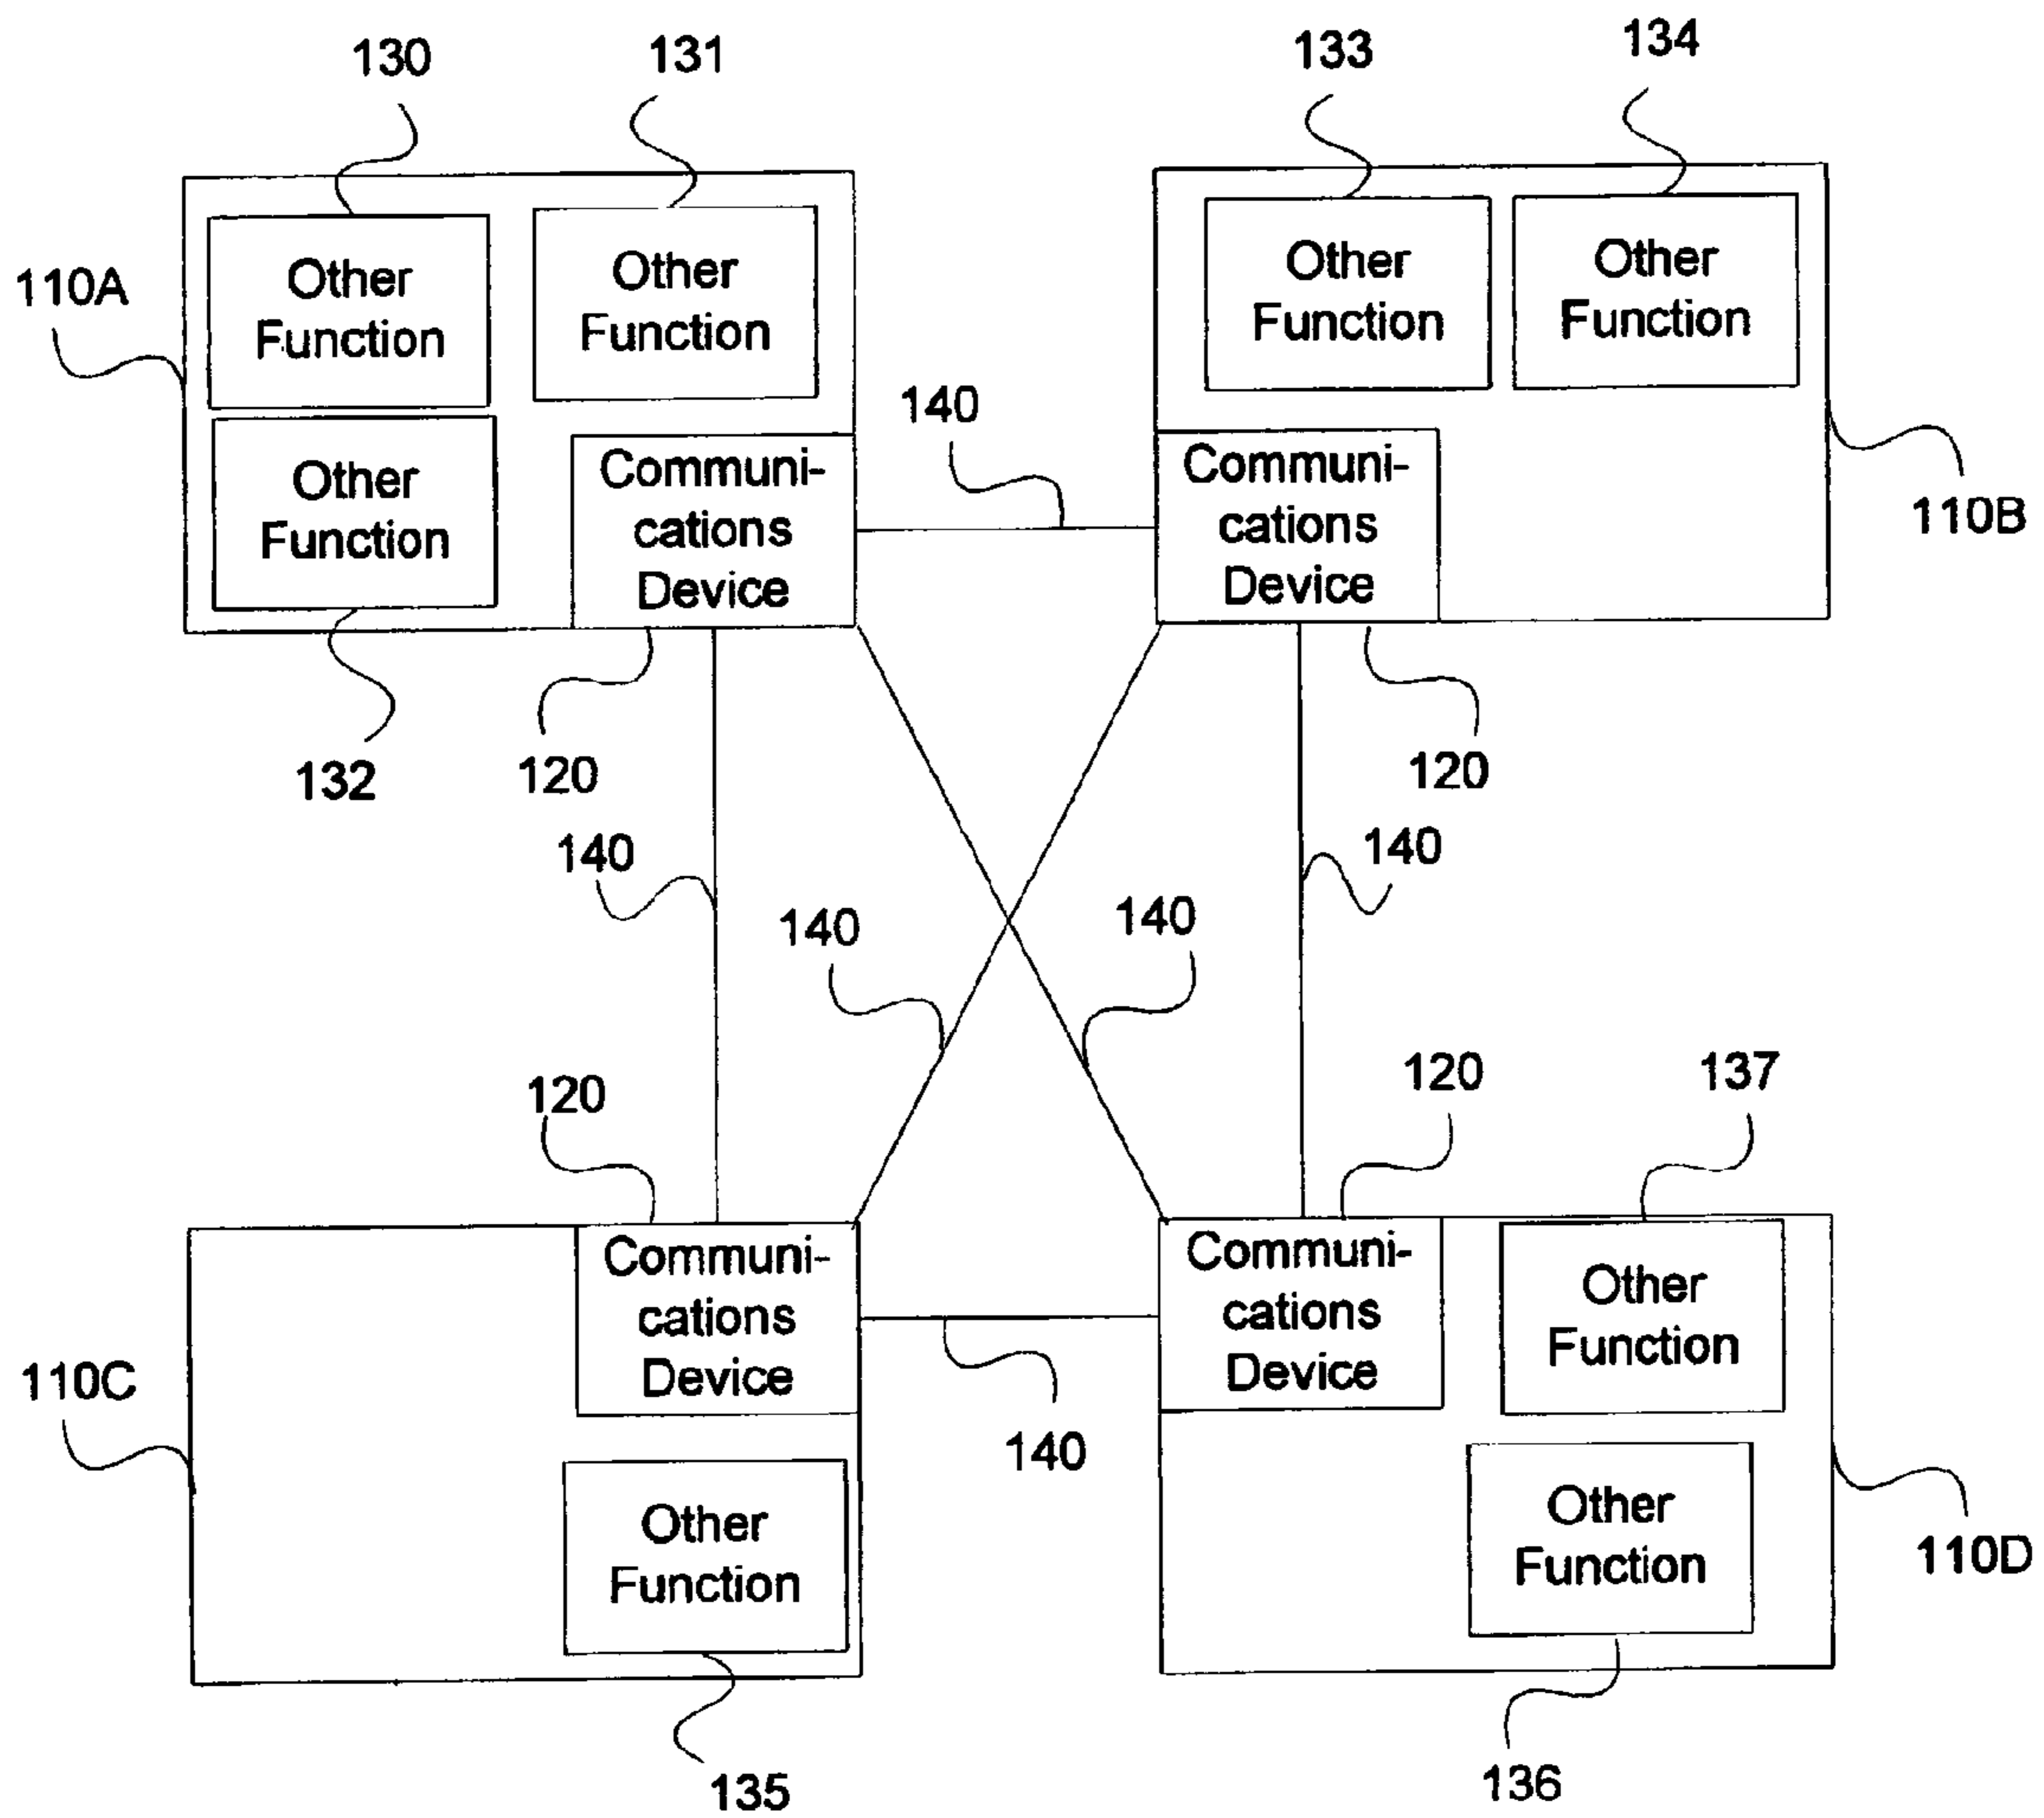 130
131
133
134
110A
Other
Function
Other
Function
Other
Function
Other
Function
140
Other
Function
Communi-
cations
Device
Communi-
cations
Device
110B
132
120
120
140
140
140
140
120
120
137
Communi-
cations
Device
Communi-
cations
Device
Other
Function
110C
140
Other
Function
Other
Function
110D
135
136